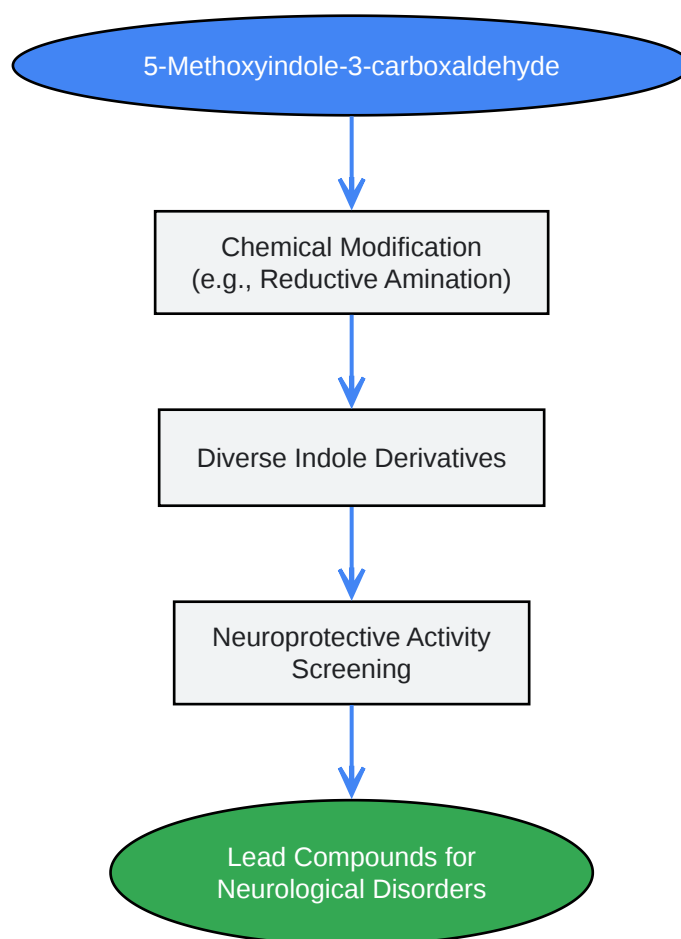 5-Methoxyindole-3-carboxaldehyde
Chemical Modification
(e.g., Reductive Amination)
Diverse Indole Derivatives
Neuroprotective Activity
Screening
Lead Compounds for
Neurological Disorders